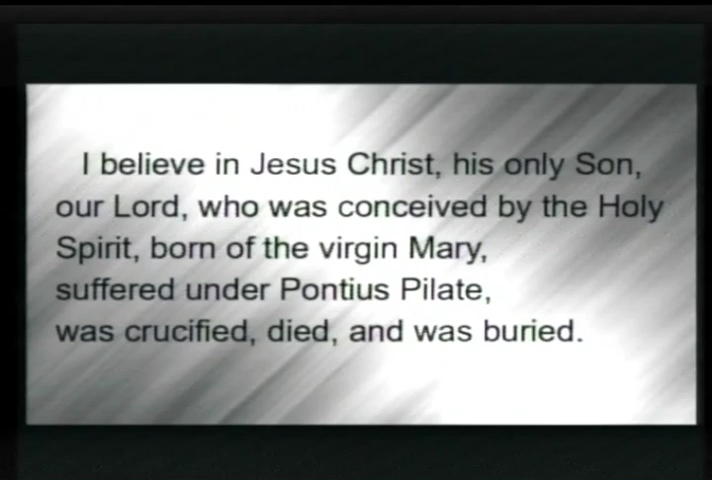 I believe in Jesus Christ, his only Son,
our Lord, who was conceived by the Holy
Spirit, born of the virgin Mary,
suffered under Pontius Pilate,
was crucified, died, and was buried.